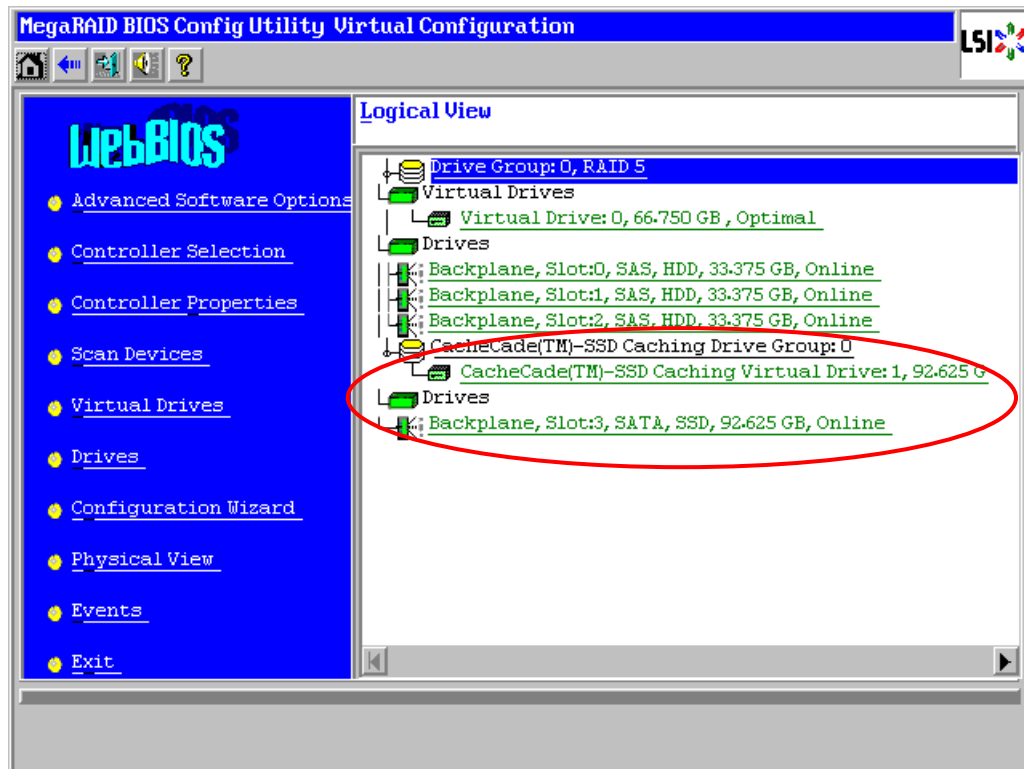 MegaRAID BIOS Config Utility Virtual Configuration
LSI
WebBIOS
Advanced Software Options
Controller Selection
Controller Properties
Scan Devices
Virtual Drives
Drives
Configuration Wizard
Physical View
Events
Exit
Logical View
Drive Group: 0, RAID 5
Virtual Drives
Virtual Drive: 0, 66.750 GB , Optimal
Drives
Backplane, Slot:0, SAS, HDD, 33.375 GB, Online
Backplane, Slot:1, SAS, HDD, 33.375 GB, Online
Backplane, Slot:2, SAS, HDD, 33.375 GB, Online
CacheCade(TM)-SSD Caching Drive Group: 0
CacheCade(TM)-SSD Caching Virtual Drive: 1, 92.625 G
Drives
Backplane, Slot:3, SATA, SSD, 92.625 GB, Online